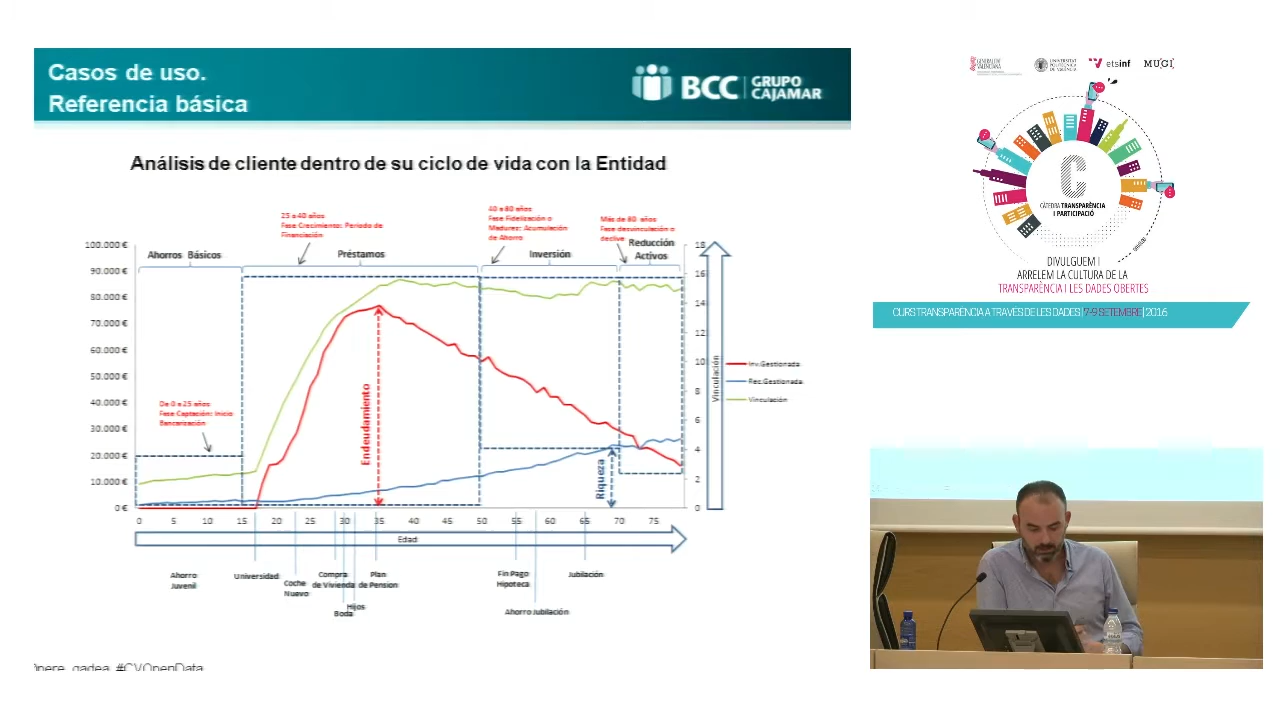 Casos de uso.
Referencia básica
BCC
GRUPO
CAJAMAR
Análisis de cliente dentro de su ciclo de vida con la Entidad
25 a 40 años
Fase Crecimiento: Periodo de
Financiación
40 a 80 años
Fase Fidelización o
Madurez: Acumulación
de Ahorro
Más de 80 años
Fase desvinculación o
declive
Ahorros Básicos
Préstamos
Inversión
Reducción
Activos
100.000 €
90.000 €
80.000 €
70.000 €
60.000 €
50.000 €
40.000 €
30.000 €
20.000 €
10.000 €
0 €
18
16
14
12
10
8
6
4
2
0
De 0 a 25 años
Fase Captación: Inicio
Bancarización
Endeudamiento
Riqueza
Vinculación
Inv.Gestionada
Rec.Gestionada
Vinculación
0 5 10 15 20 25 30 35 40 45 50 55 60 65 70 75
Edad
Ahorro
Juvenil
Universidad
Coche
Nuevo
Compra
de Vivienda
Boda
Hijos
Plan
de Pension
Fin Pago
Hipoteca
Ahorro Jubilación
Jubilación
#CVOpenData
GENERALITAT
VALENCIANA
UNIVERSITAT
POLITÈCNICA
DE VALÈNCIA
etsinf
MUGI
CÀTEDRA TRANSPARÈNCIA
I PARTICIPACIÓ
DIVULGUEM I
ARRELEM LA CULTURA DE LA
TRANSPARÈNCIA I LES DADES OBERTES
CURS TRANSPARÈNCIA A TRAVÉS DE LES DADES | 7-9 SETEMBRE | 2016